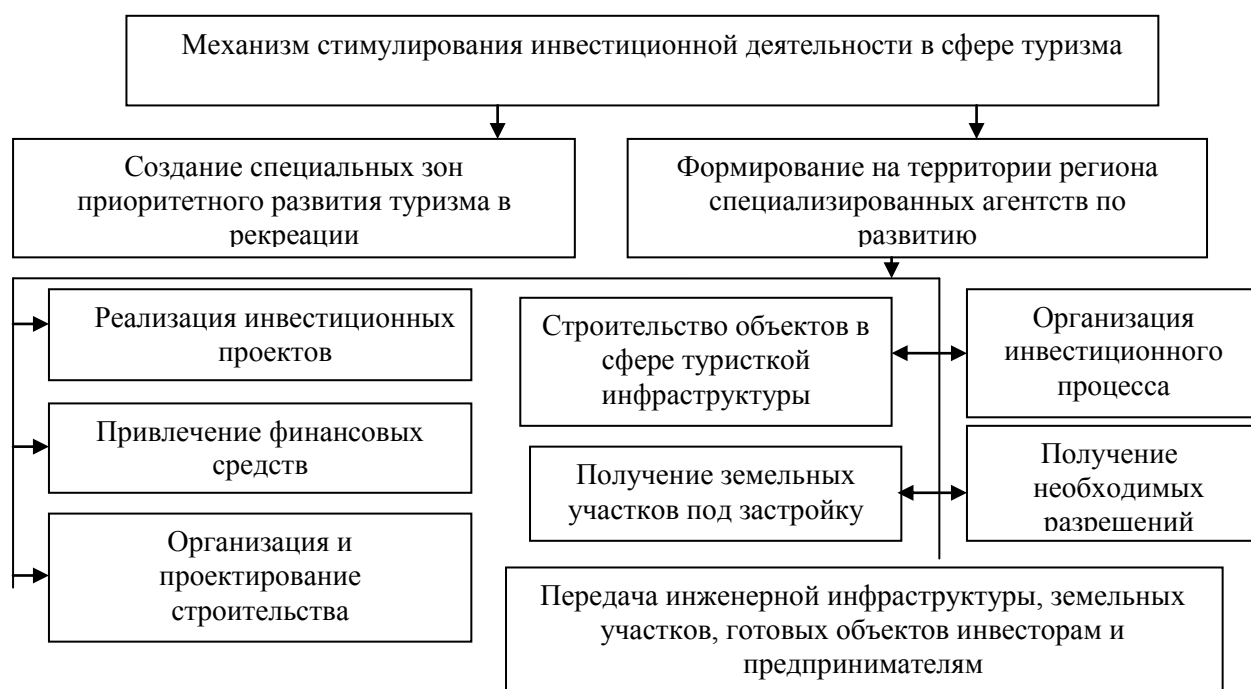 Механизм стимулирования инвестиционной деятельности в сфере туризма
Создание специальных зон
приоритетного развития туризма в
рекреации
Формирование на территории региона
специализированных агентств по
развитию
Реализация инвестиционных
проектов
Привлечение финансовых
средств
Организация и
проектирование
строительства
Строительство объектов в
сфере туристкой
инфраструктуры
Организация
инвестиционного
процесса
Получение земельных
участков под застройку
Получение
необходимых
разрешений
Передача инженерной инфраструктуры, земельных
участков, готовых объектов инвесторам и
предпринимателям